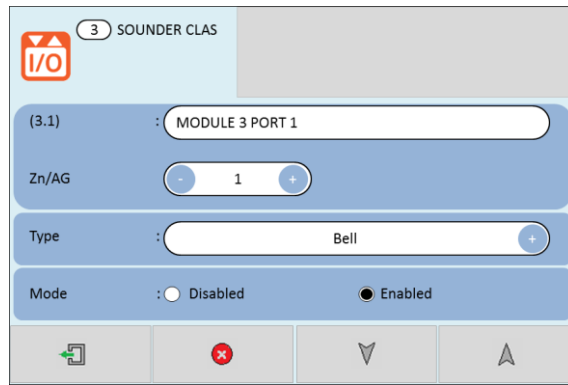 3 SOUNDER CLAS
I/O
(3.1) : MODULE 3 PORT 1
Zn/AG - 1 +
Type : Bell +
Mode : Disabled Enabled